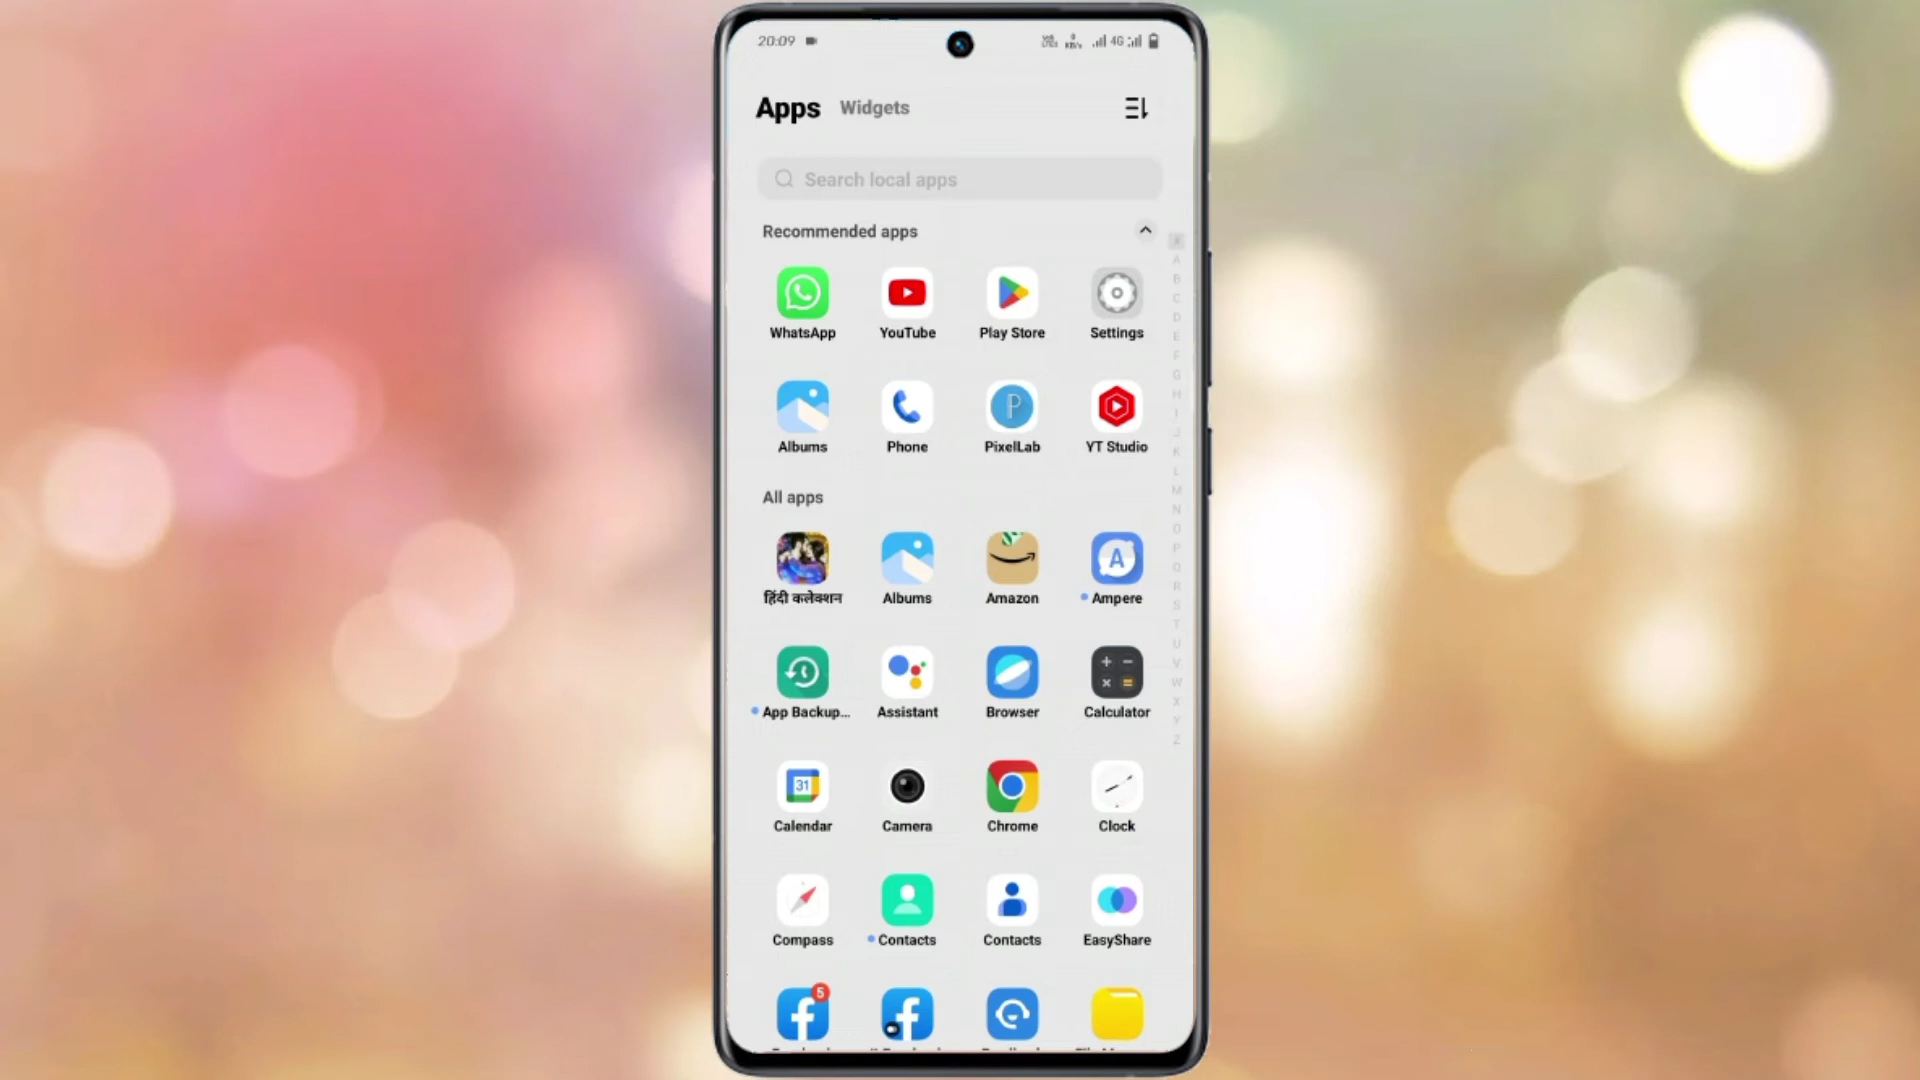 20:09
4G
Apps Widgets
Search local apps
Recommended apps
WhatsApp YouTube Play Store Settings
Albums Phone PixelLab YT Studio
All apps
हिंदी कलेक्शन Albums Amazon Ampere
App Backup... Assistant Browser Calculator
31
Calendar Camera Chrome Clock
Compass Contacts Contacts EasyShare
5
A
B
C
D
E
F
G
H
I
J
K
L
M
N
O
P
Q
R
S
T
U
V
W
X
Y
Z